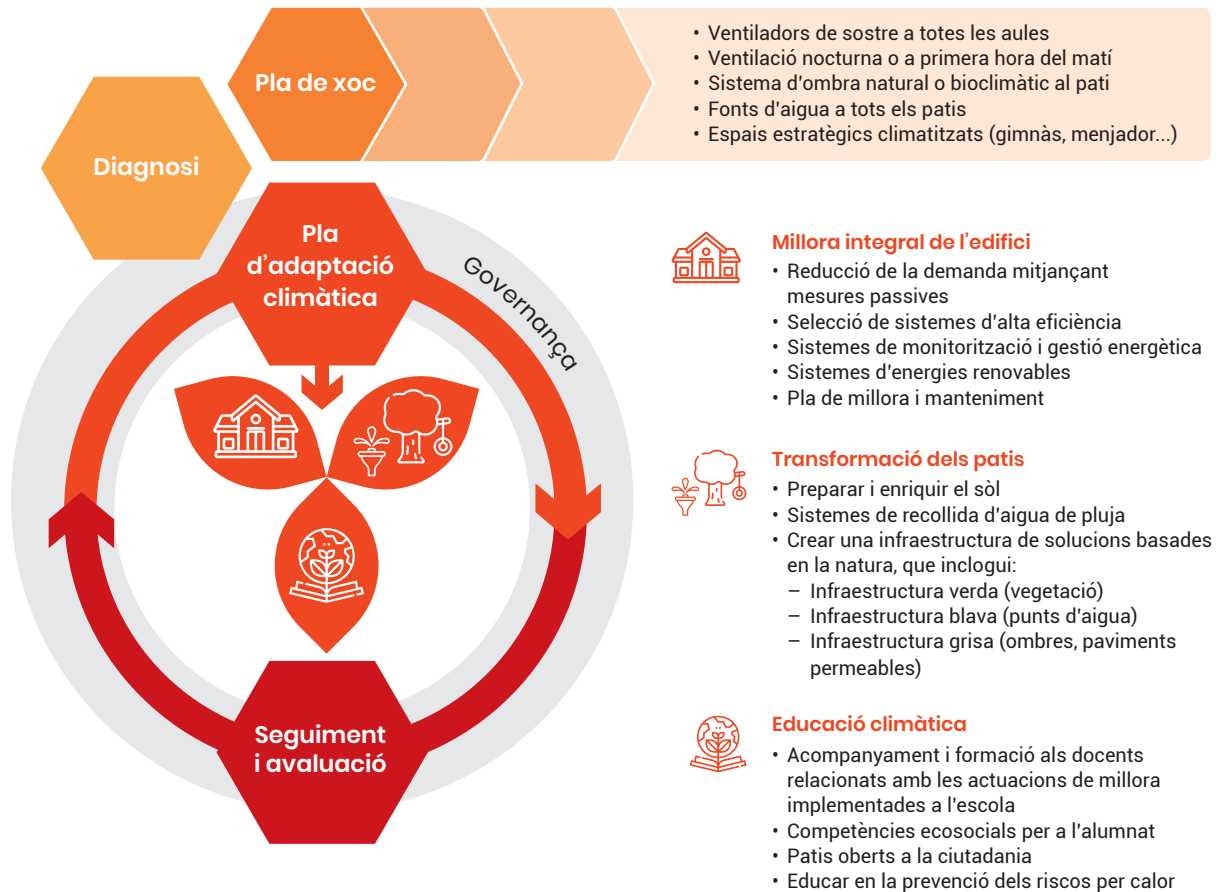 Pla de xoc
• Ventiladors de sostre a totes les aules
• Ventilació nocturna o a primera hora del matí
• Sistema d'ombra natural o bioclimàtic al pati
• Fonts d'aigua a tots els patis
• Espais estratègics climatitzats (gimnàs, menjador...)
Diagnosi
Pla
d'adaptació
climàtica
Governança
Seguiment
i avaluació
Millora integral de l'edifici
• Reducció de la demanda mitjançant
mesures passives
• Selecció de sistemes d'alta eficiència
• Sistemes de monitorització i gestió energètica
• Sistemes d'energies renovables
• Pla de millora i manteniment
Transformació dels patis
• Preparar i enriquir el sòl
• Sistemes de recollida d'aigua de pluja
• Crear una infraestructura de solucions basades
en la natura, que inclogui:
– Infraestructura verda (vegetació)
– Infraestructura blava (punts d'aigua)
– Infraestructura grisa (ombres, paviments
permeables)
Educació climàtica
• Acompanyament i formació als docents
relacionats amb les actuacions de millora
implementades a l'escola
• Competències ecosocials per a l'alumnat
• Patis oberts a la ciutadania
• Educar en la prevenció dels riscos per calor